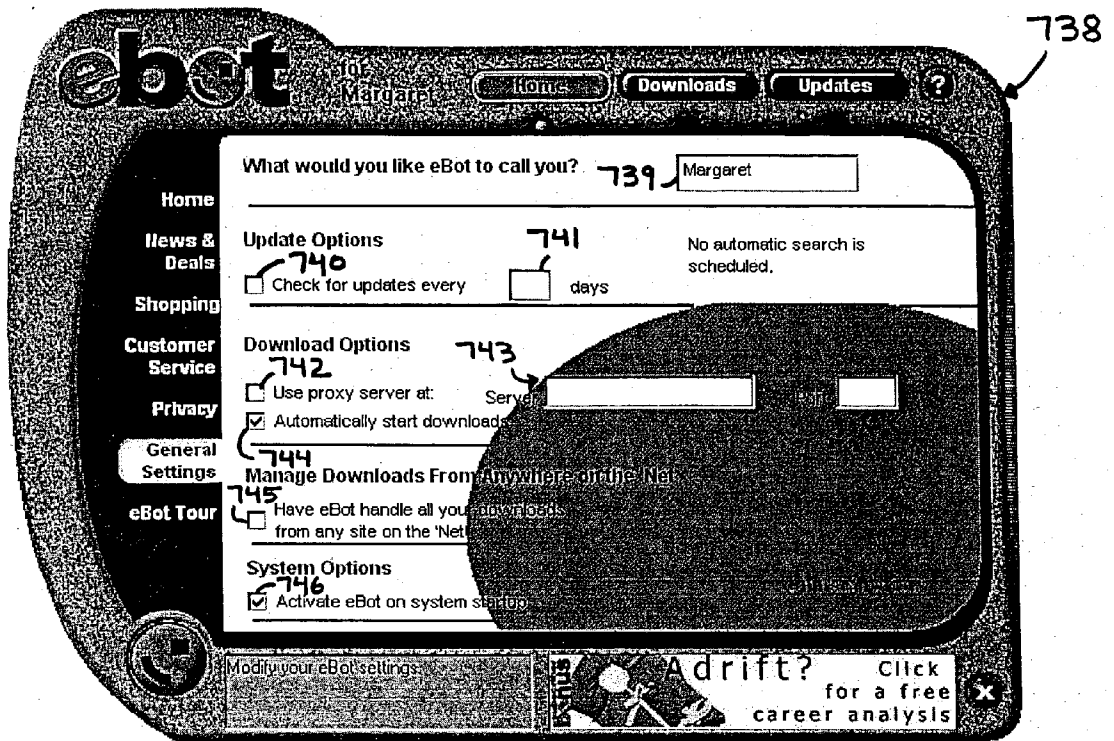 738
ebot
for
Margaret
Home
Downloads
Updates
?
What would you like eBot to call you?
739
Margaret
Home
News &
Deals
Shopping
Customer
Service
Privacy
General
Settings
eBot Tour
Update Options
740
Check for updates every
741
days
No automatic search is
scheduled.
Download Options
742
Use proxy server at:
743
Server
Automatically start downloads
744
Manage Downloads From Anywhere on the 'Net
745
Have eBot handle all your downloads
from any site on the 'Net
System Options
746
Activate eBot on system startup
Modify your eBot settings.
Adrift?
Click
for a free
career analysis
X